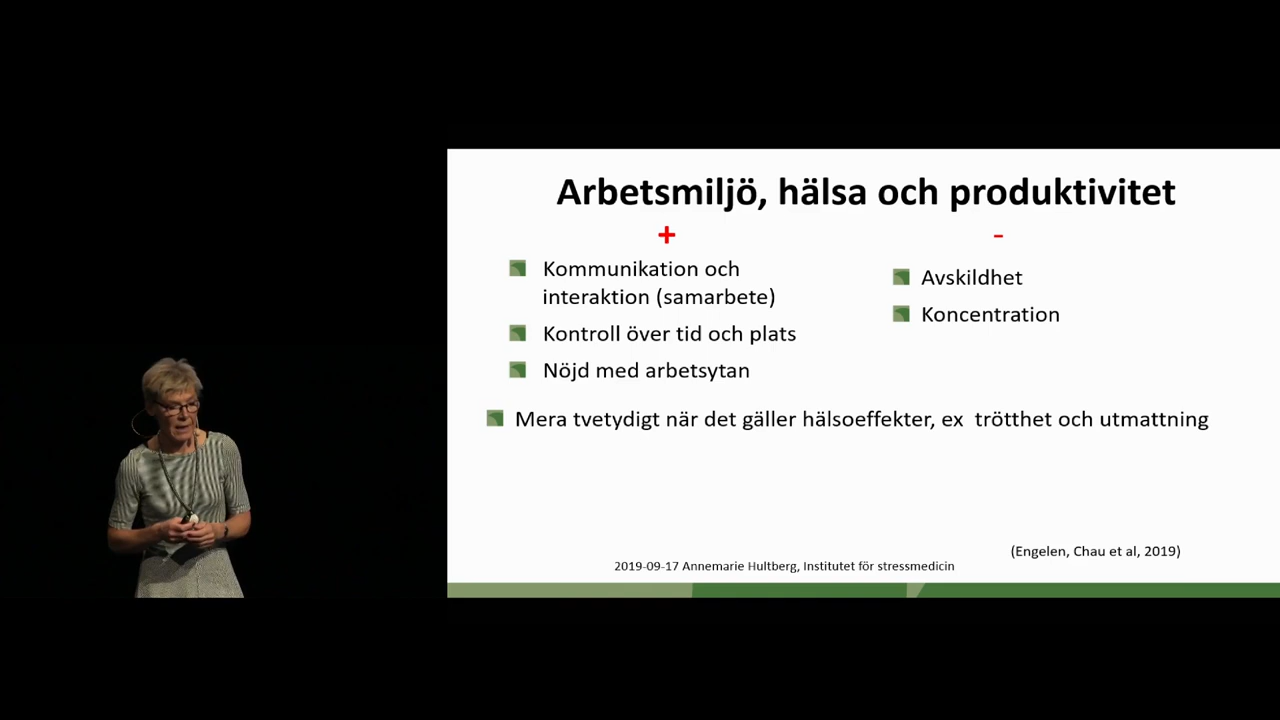 Arbetsmiljö, hälsa och produktivitet
+
Kommunikation och
interaktion (samarbete)
Kontroll över tid och plats
Nöjd med arbetsytan
-
Avskildhet
Koncentration
Mera tvetydigt när det gäller hälsoeffekter, ex  trötthet och utmattning
(Engelen, Chau et al, 2019)
2019-09-17 Annemarie Hultberg, Institutet för stressmedicin